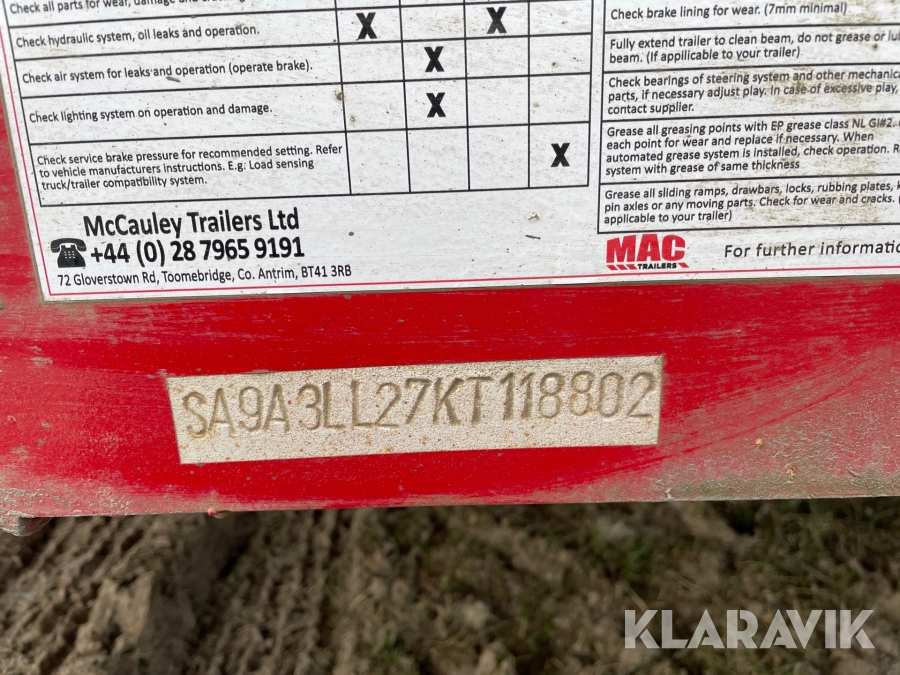 Check all parts for wear, damage and
Check hydraulic system, oil leaks and operation.
X X
Check air system for leaks and operation (operate brake).
X
Check lighting system on operation and damage.
X
Check service brake pressure for recommended setting. Refer
to vehicle manufacturers instructions. E.g: Load sensing
truck/trailer compatibility system.
X
McCauley Trailers Ltd
+44 (0) 28 7965 9191
72 Gloverstown Rd, Toomebridge, Co. Antrim, BT41 3RB
Check brake lining for wear. (7mm minimal)
Fully extend trailer to clean beam, do not grease or
beam. (If appliicable to your trailer)
Check bearings of steering system and other
parts, if necessary adjust play. In case of excessive play,
contact supplier.
Grease all greasing points with EP grease class NL GI#2.
each point for wear and replace if necessary. When
automated grease system is installed, check operation.
system with grease of same thickness
Grease all sliding ramps, drawbars, locks, rubbing plates,
pin axles or any moving parts. Check for wear and cracks.
applicable to your trailer)
MAC
TRAILERS
For further
SA9A3LL27KT118802
KLARAVIK